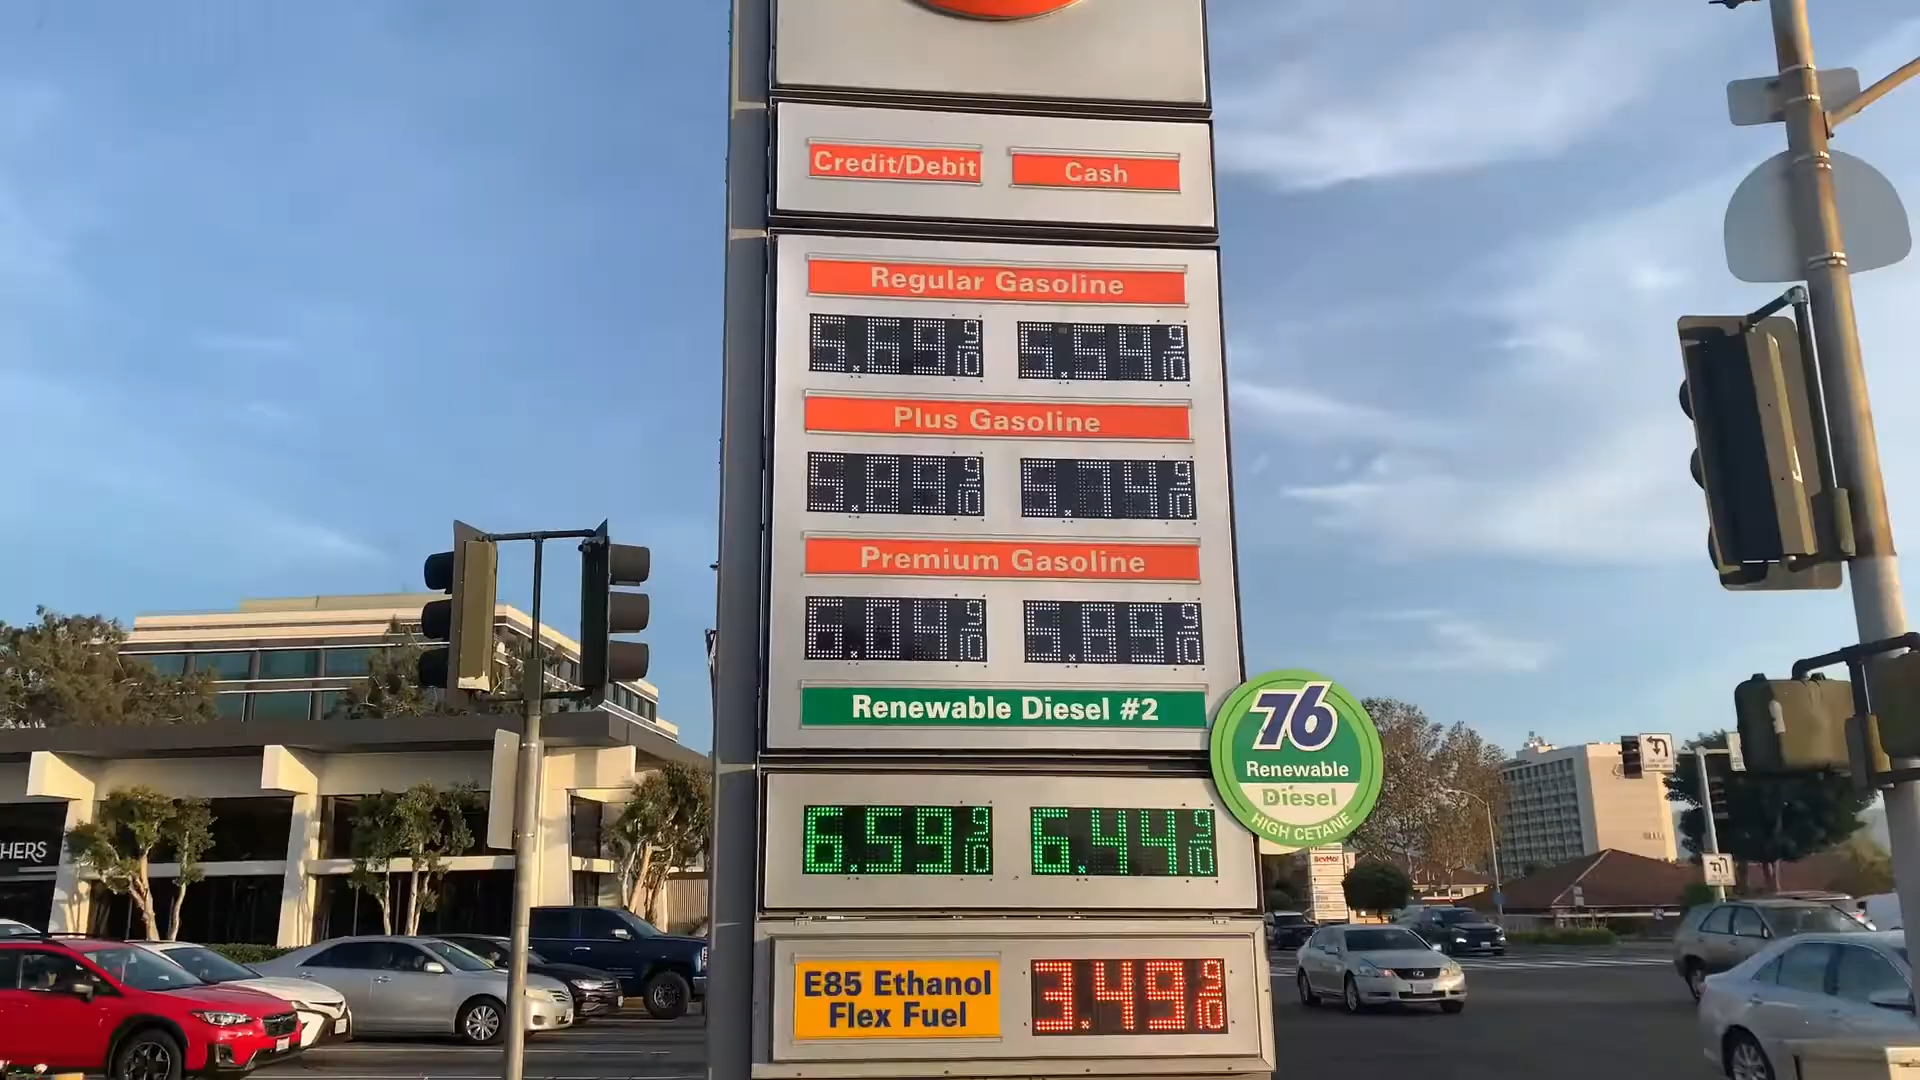 Credit/Debit Cash
Regular Gasoline
5.69 9/10 5.54 9/10
Plus Gasoline
5.89 9/10 5.74 9/10
Premium Gasoline
6.04 9/10 5.89 9/10
Renewable Diesel #2
6.59 9/10 6.44 9/10
76
Renewable
Diesel
HIGH CETANE
E85 Ethanol
Flex Fuel
3.49 9/10
HERS
BevMo!